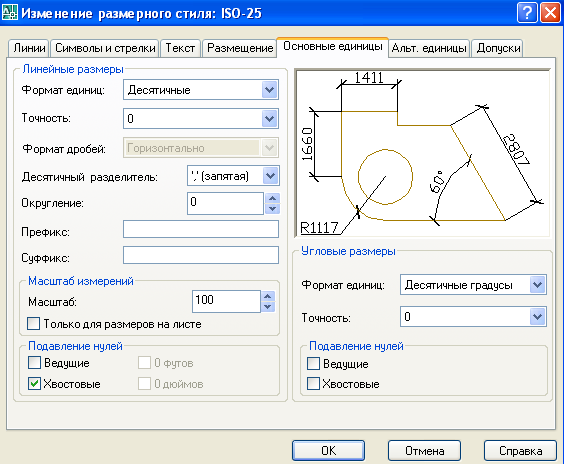 Изменение размерного стиля: ISO-25
Линии Символы и стрелки Текст Размещение Основные единицы Альт. единицы Допуски
Линейные размеры
Формат единиц: Десятичные
Точность: 0
Формат дробей: Горизонтально
Десятичный разделитель: ',' (запятая)
Округление: 0
Префикс:
Суффикс:
Масштаб измерений
Масштаб: 100
Только для размеров на листе
Подавление нулей
Ведущие 0 футов
Хвостовые 0 дюймов
1411
1660
2807
60°
R1117
Угловые размеры
Формат единиц: Десятичные градусы
Точность: 0
Подавление нулей
Ведущие
Хвостовые
OK Отмена Справка